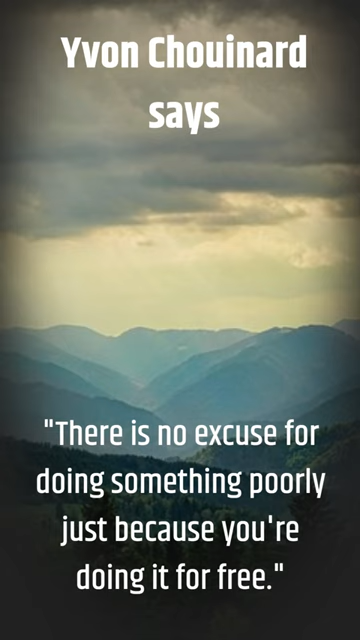 Yvon Chouinard
says
"There is no excuse for
doing something poorly
just because you're
doing it for free."